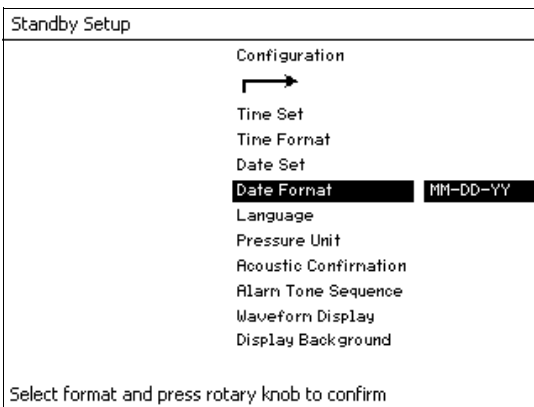 Standby Setup
Configuration
Time Set
Time Format
Date Set
Date Format MM-DD-YY
Language
Pressure Unit
Acoustic Confirmation
Alarm Tone Sequence
Waveform Display
Display Background
Select format and press rotary knob to confirm